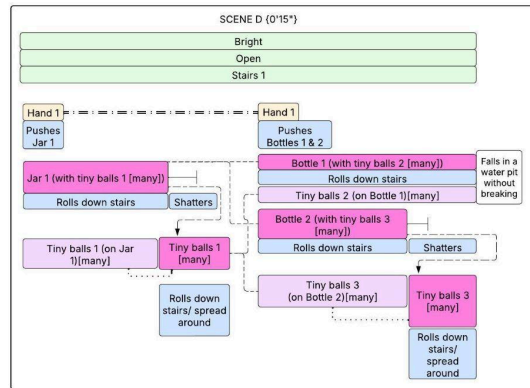 SCENE D {0'15"}
Bright
Open
Stairs 1
Hand 1
Hand 1
Pushes
Jar 1
Pushes
Bottles 1 & 2
Jar 1 (with tiny balls 1 [many])
Rolls down stairs
Shatters
Bottle 1 (with tiny balls 2 [many])
Rolls down stairs
Tiny balls 2 (on Bottle 1)[many]
Falls in a
water pit
without
breaking
Bottle 2 (with tiny balls 3
[many])
Rolls down stairs
Shatters
Tiny balls 1 (on Jar
1)[many]
Tiny balls 1
[many]
Rolls down
stairs/ spread
around
Tiny balls 3
(on Bottle 2)[many]
Tiny balls 3
[many]
Rolls down
stairs/
spread
around